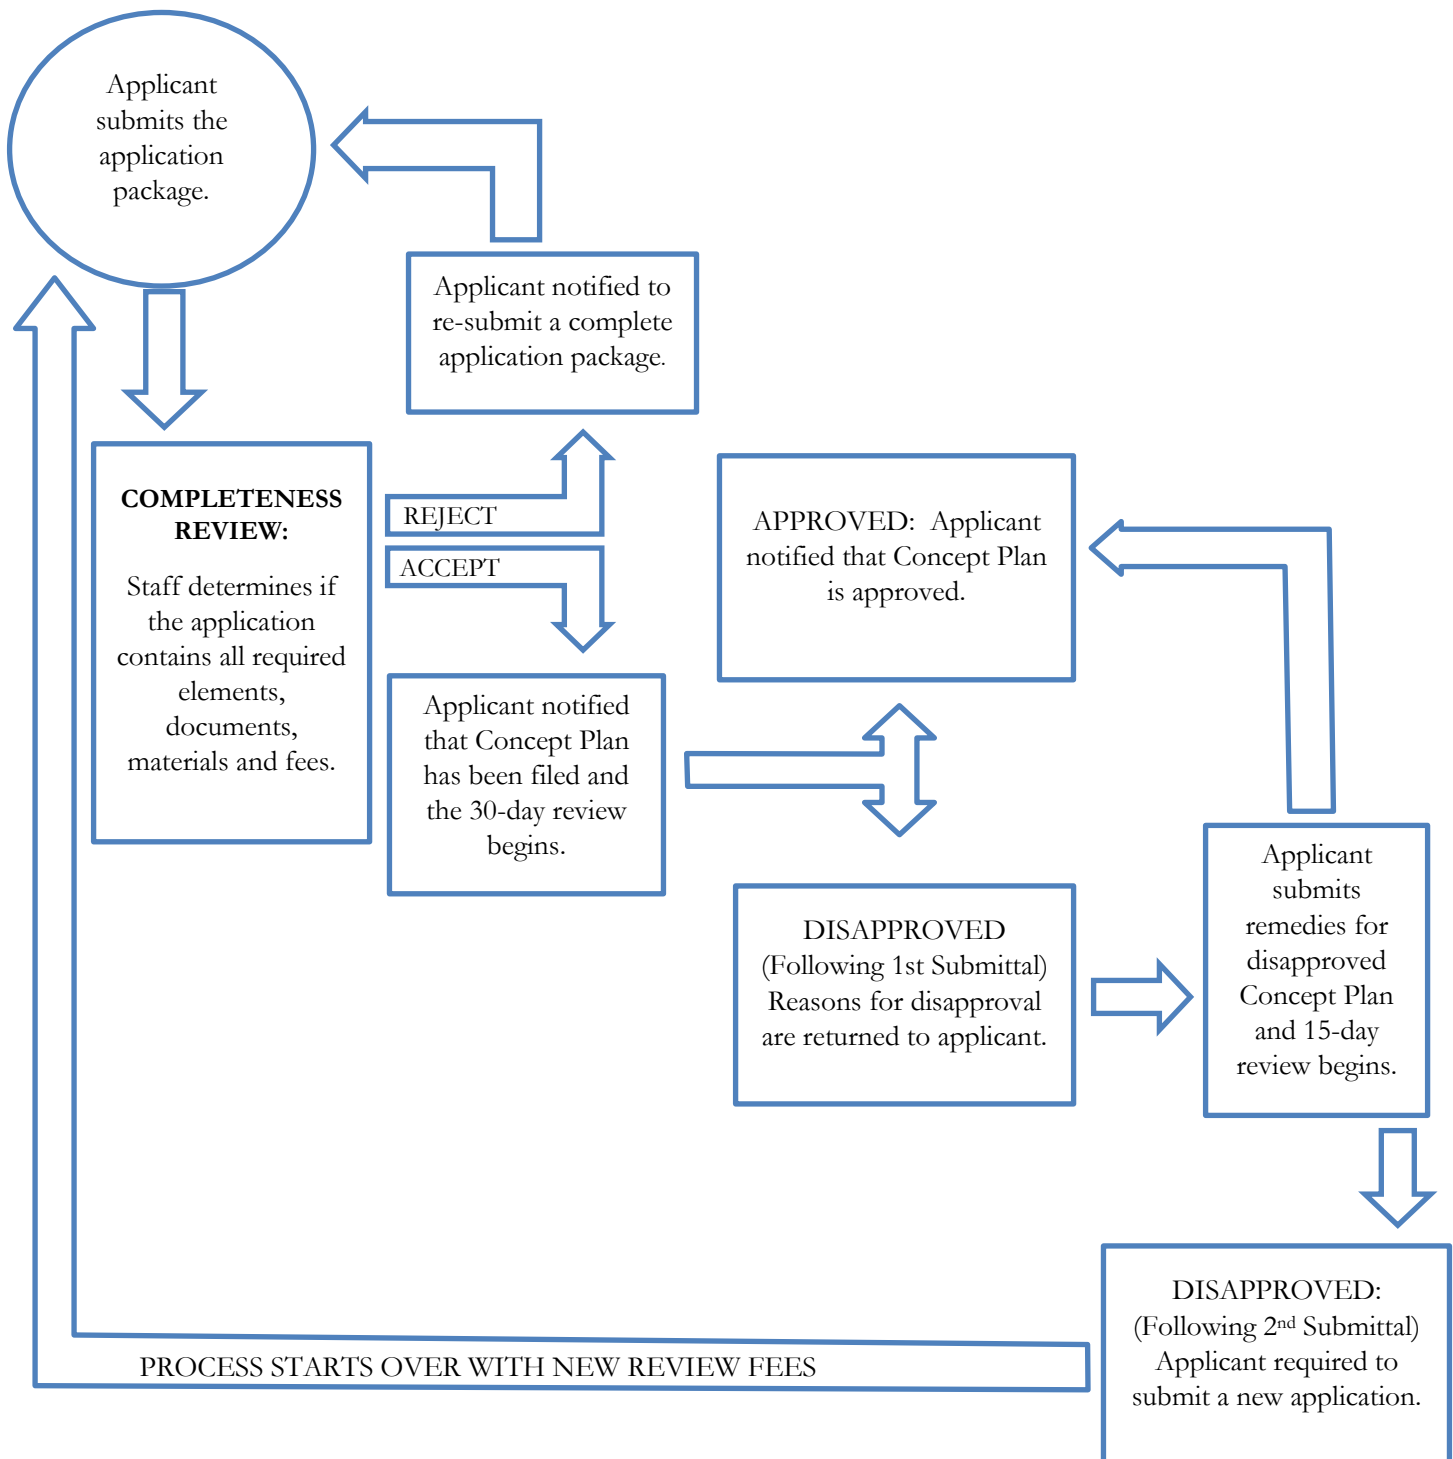 Applicant
submits the
application
package.
Applicant notified to
re-submit a complete
application package.
COMPLETENESS
REVIEW:
Staff determines if
the application
contains all required
elements,
documents,
materials and fees.
REJECT
ACCEPT
Applicant notified
that Concept Plan
has been filed and
the 30-day review
begins.
APPROVED: Applicant
notified that Concept Plan
is approved.
DISAPPROVED
(Following 1st Submittal)
Reasons for disapproval
are returned to applicant.
Applicant
submits
remedies for
disapproved
Concept Plan
and 15-day
review begins.
DISAPPROVED:
(Following 2nd Submittal)
Applicant required to
submit a new application.
PROCESS STARTS OVER WITH NEW REVIEW FEES